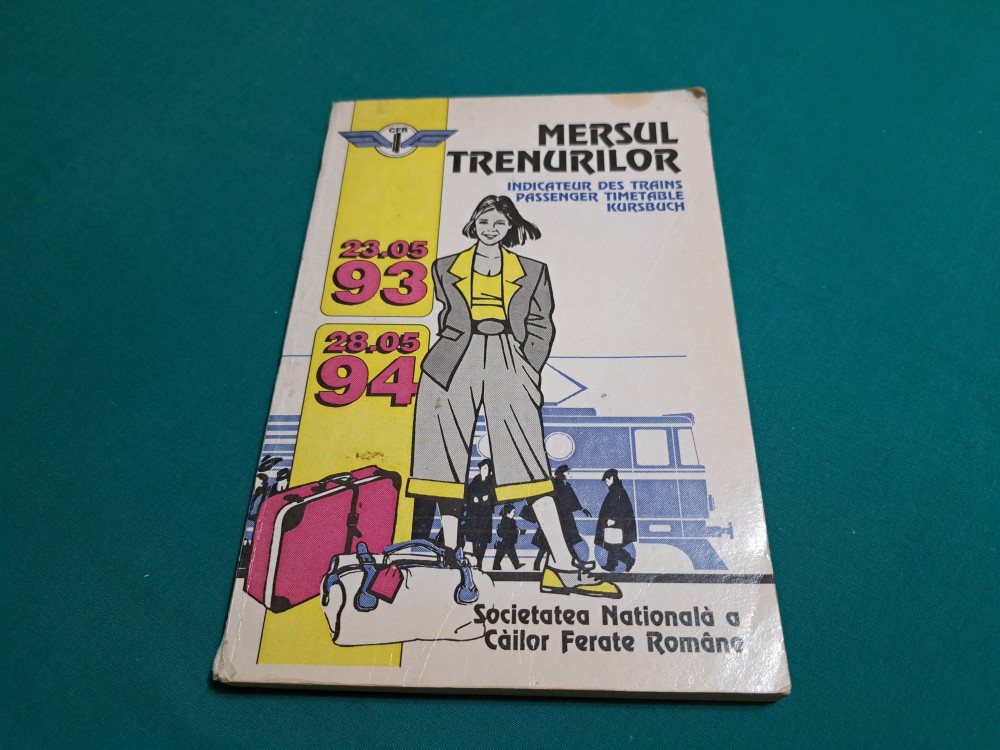 CFR
MERSUL
TRENURILOR
INDICATEUR DES TRAINS
PASSENGER TIMETABLE
KURSBUCH
23.05
93
28.05
94
Societatea Natională a
Căilor Ferate Române